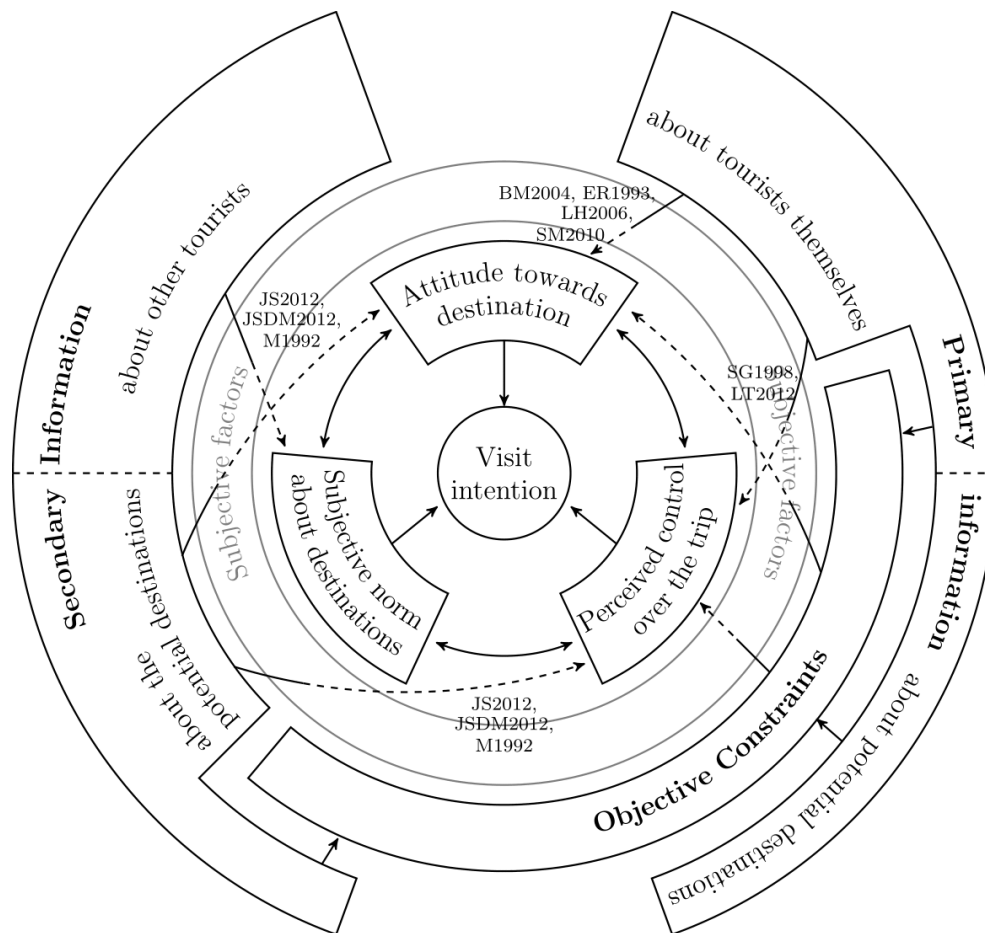 about other tourists
Information
Secondary
about the
potential destinations
about tourists themselves
Primary
information
about potential destinations
BM2004, ER1993,
LH2006,
SM2010
Attitude towards
destination
JS2012,
JSDM2012,
M1992
SG1998,
LT2012
Subjective factors
Subjective factors
Visit
intention
Subjective norm
about destinations
Perceived control
over the trip
JS2012,
JSDM2012,
M1992
Objective Constraints